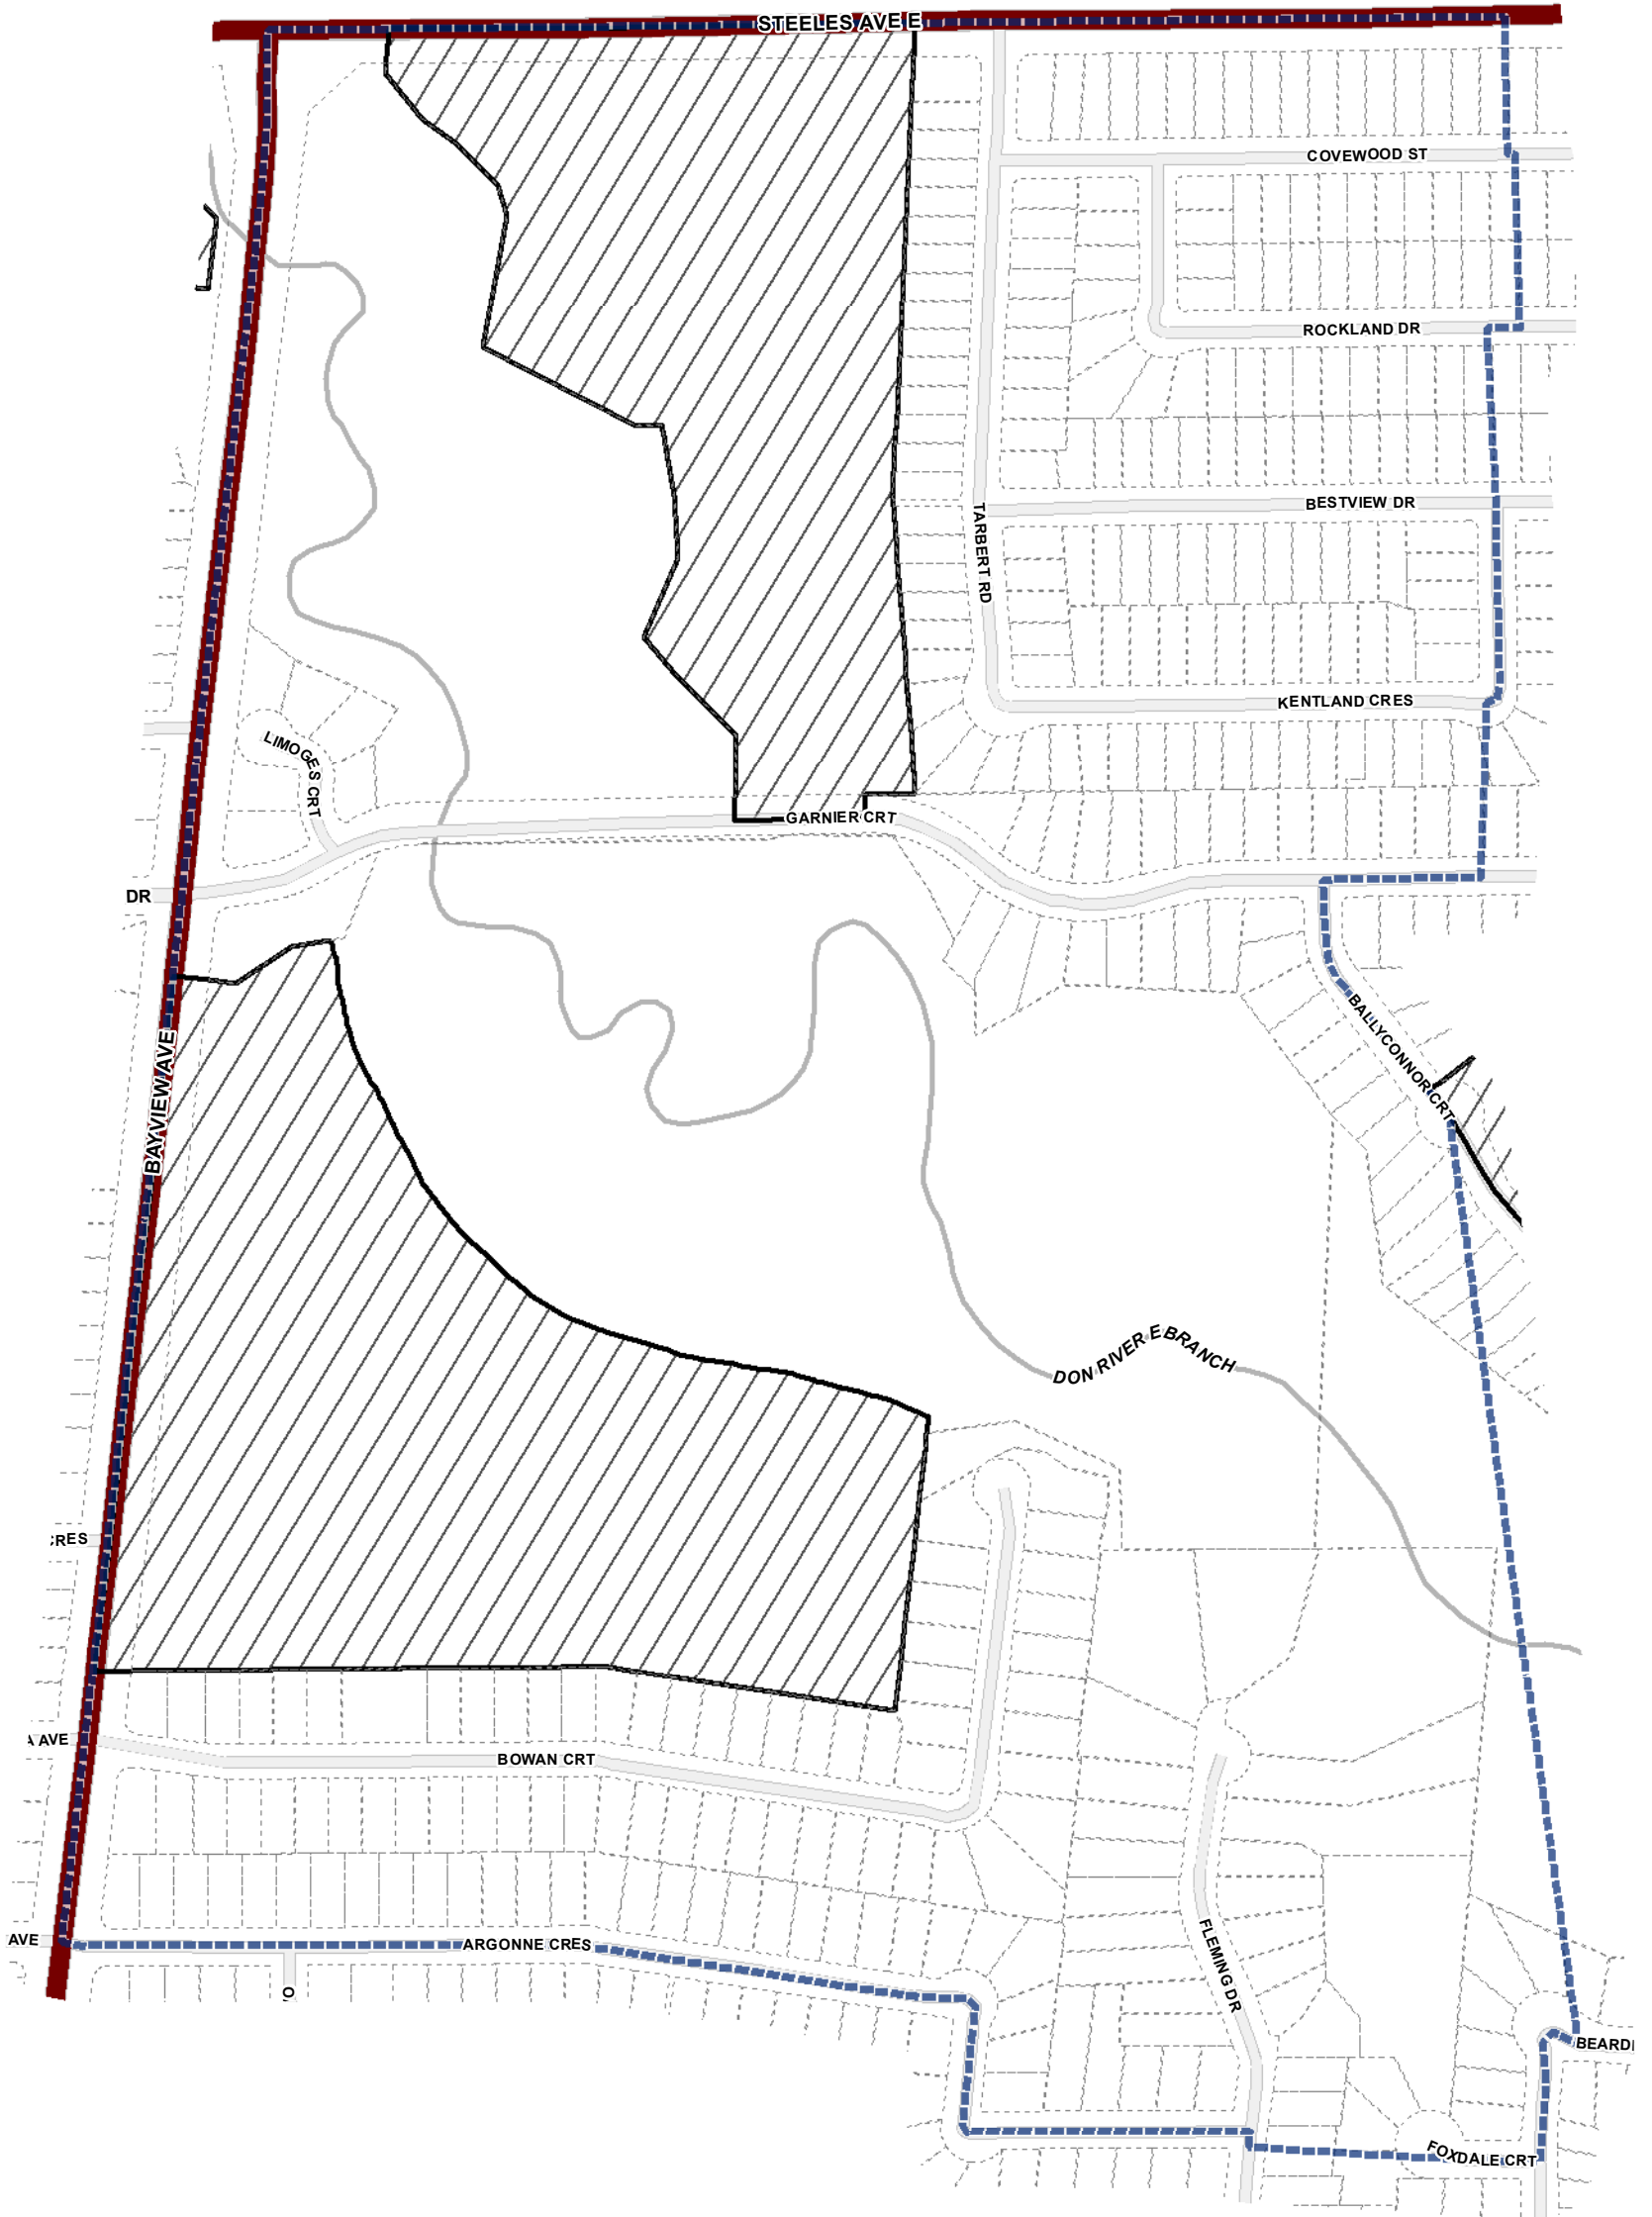 STEELES AVE E
COVEWOOD ST
ROCKLAND DR
BESTVIEW DR
TARBERT RD
KENTLAND CRES
LIMOGES CRT
GARNIER CRT
DR
BALLYCONNOR CRT
BAYVIEW AVE
DON RIVER E BRANCH
CRES
AVE
BOWAN CRT
AVE
ARGONNE CRES
FLEMING DR
BEARD
FOXDALE CRT